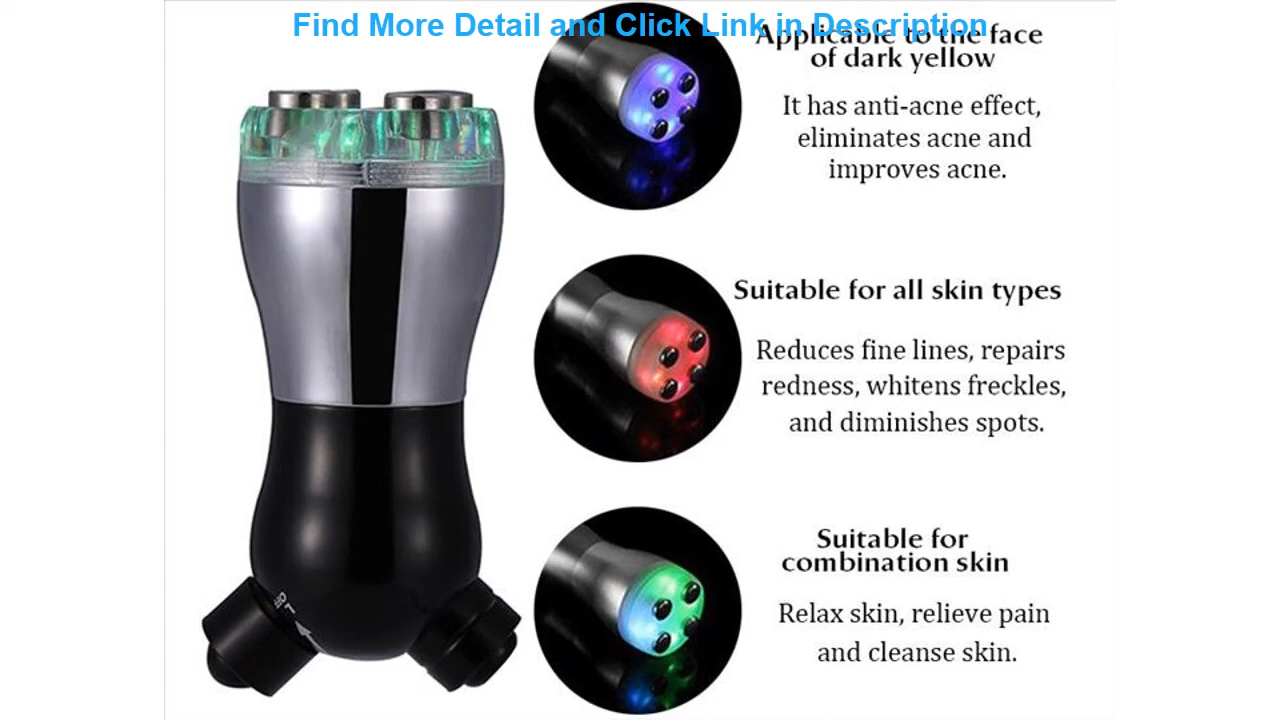 Find More Detail and Click Link in Description
Applicable to the face
of dark yellow
It has anti-acne effect,
eliminates acne and
improves acne.
Suitable for all skin types
Reduces fine lines, repairs
redness, whitens freckles,
and diminishes spots.
Suitable for
combination skin
Relax skin, relieve pain
and cleanse skin.
OFF
L